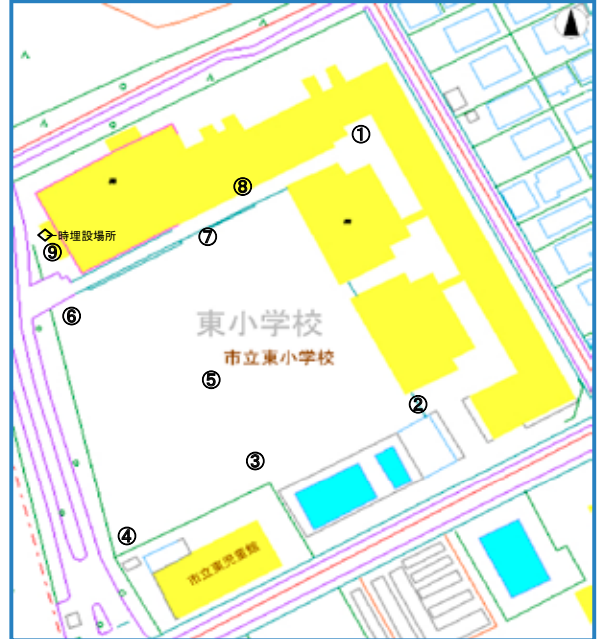 ①
⑧
⑦
時埋設場所
⑨
⑥
東小学校
市立東小学校
⑤
②
③
④
市立東児童館